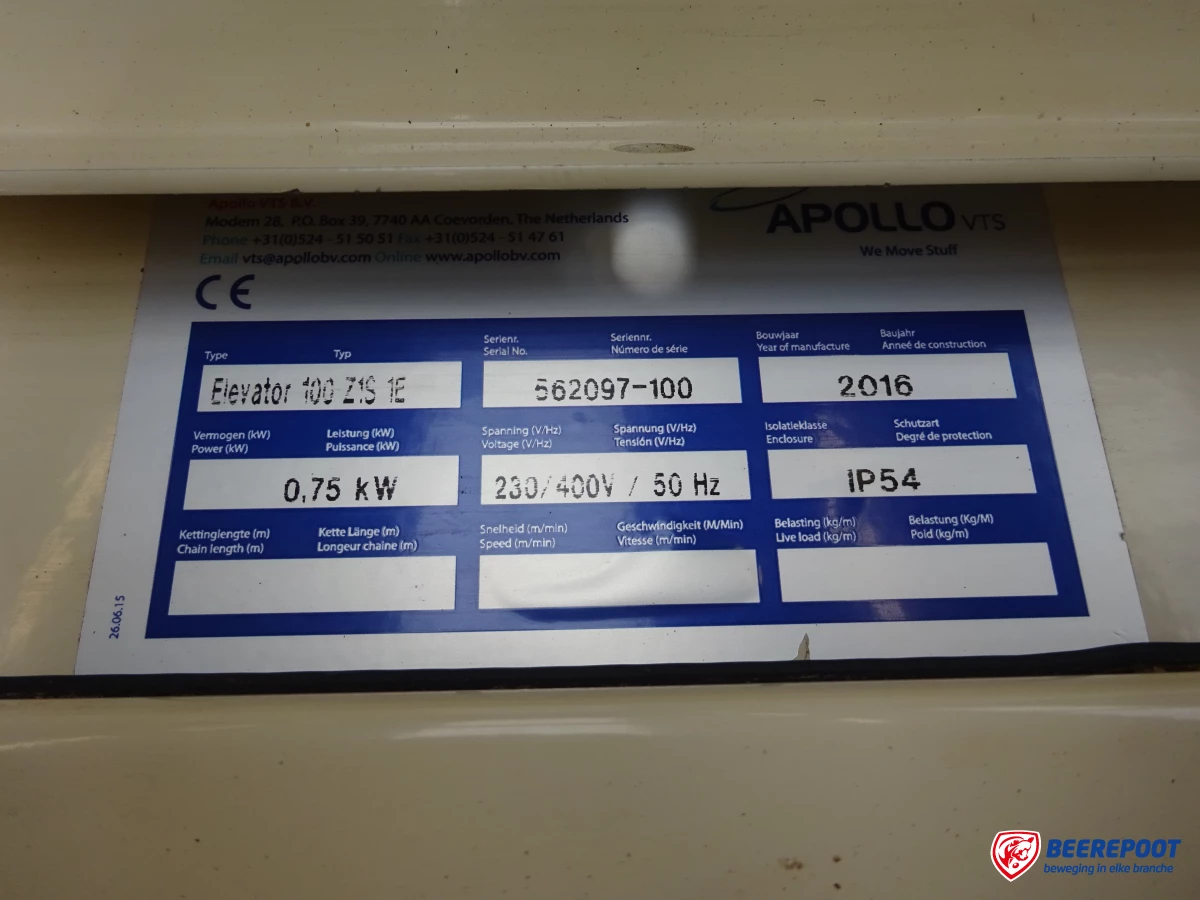 Apollo VTS B.V.
Modem 28, P.O. Box 39, 7740 AA Coevorden, The Netherlands
Phone +31(0)524 - 51 50 51 Fax +31(0)524 - 51 47 61
Email vts@apollobv.com Online www.apollobv.com
APOLLO VTS
We Move Stuff
CE
Type Typ
Elevator 100 Z1S 1E
Serienr. Seriennr.
Serial No. Número de série
562097-100
Bouwjaar Baujahr
Year of manufacture Anneé de construction
2016
Vermogen (kW) Leistung (kW)
Power (kW) Puissance (kW)
0,75 kW
Spanning (V/Hz) Spannung (V/Hz)
Voltage (V/Hz) Tensión (V/Hz)
230/400V / 50 Hz
Isolatieklasse Schutzart
Enclosure Degré de protection
IP54
Kettinglengte (m) Kette Länge (m)
Chain length (m) Longeur chaine (m)
Snelheid (m/min) Geschwindigkeit (M/Min)
Speed (m/min) Vitesse (m/min)
Belasting (kg/m) Belastung (Kg/M)
Live load (kg/m) Poid (kg/m)
26.06.15
BEEREPOOT
beweging in elke branche